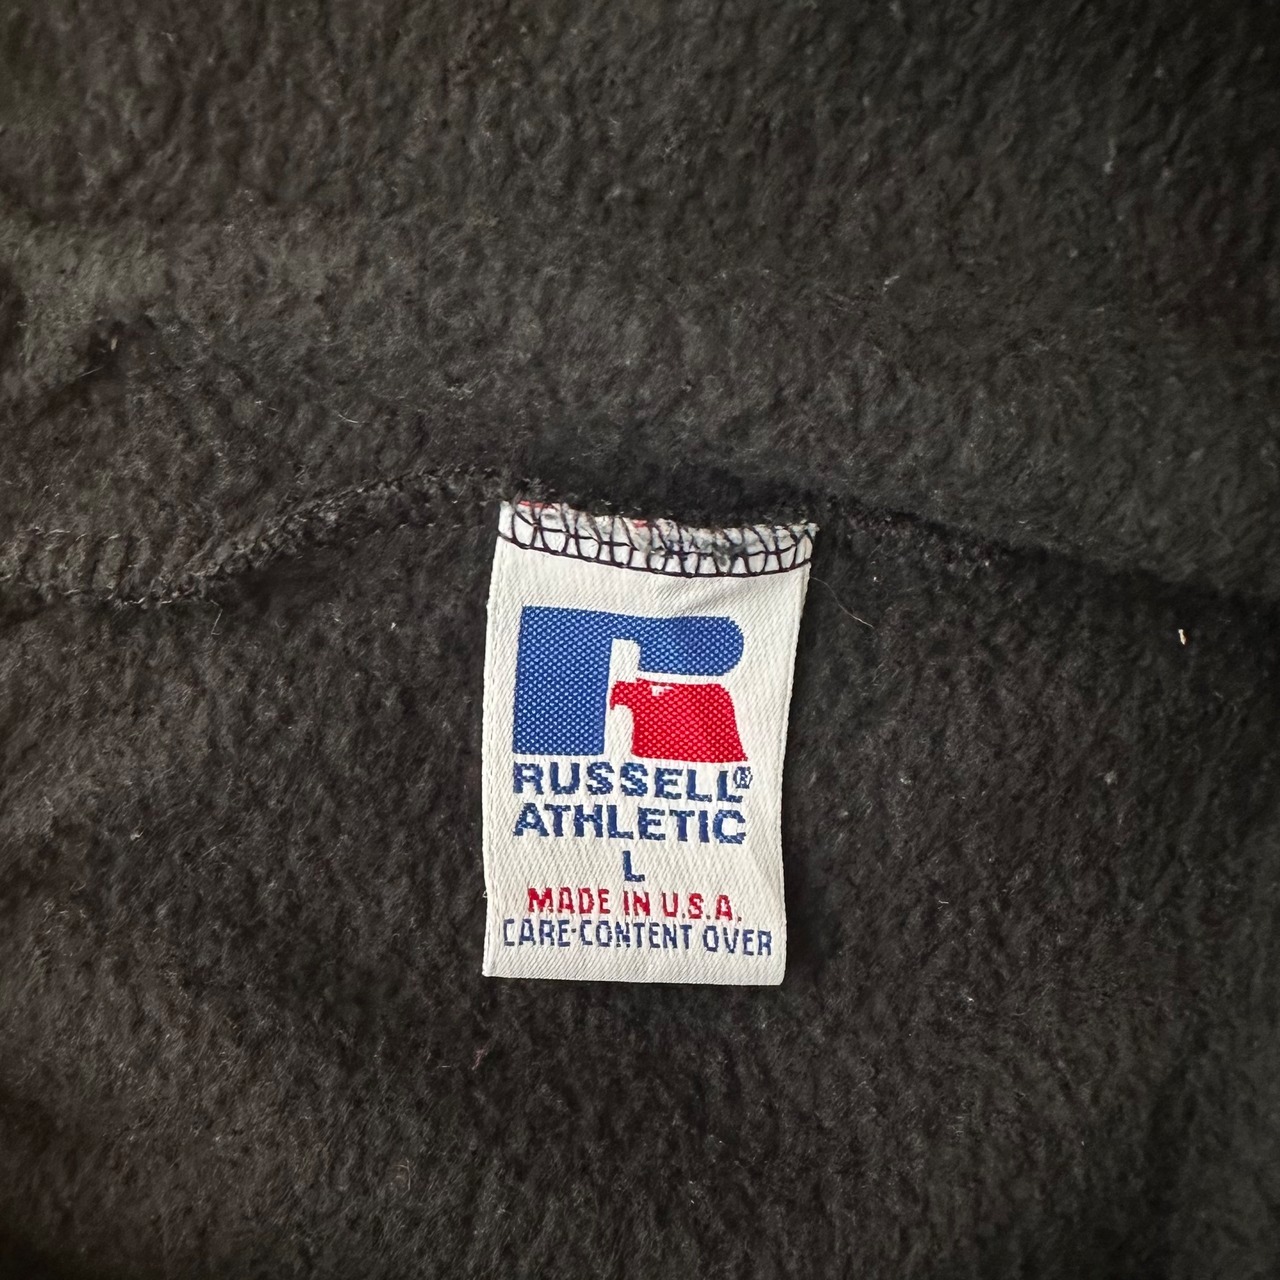 RUSSELL®
ATHLETIC
L
MADE IN U.S.A.
CARE·CONTENT OVER